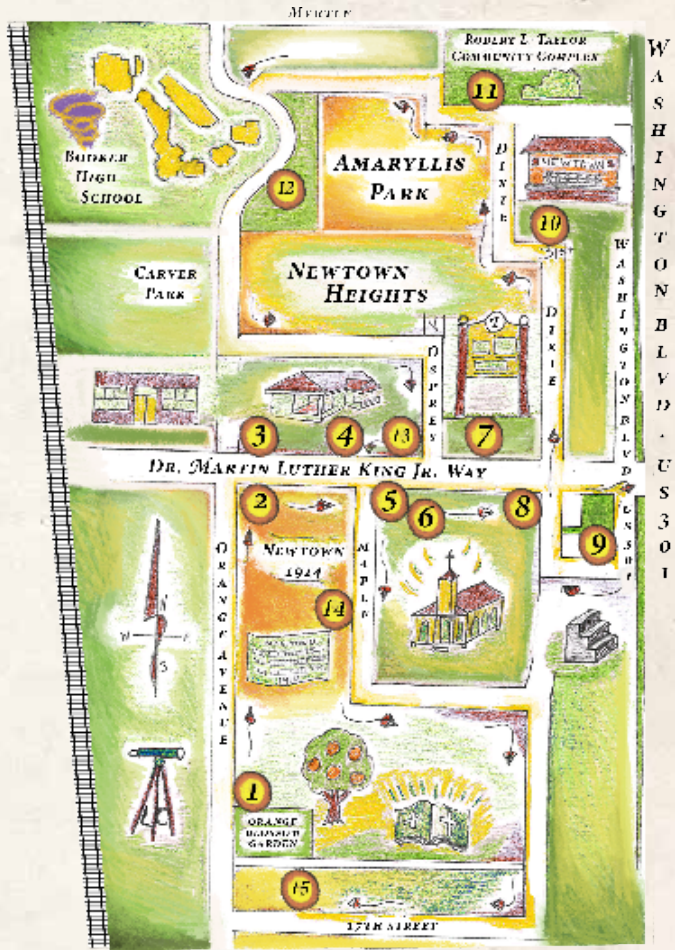 MYRTLE
ROBERT L. TAYLOR
COMMUNITY COMPLEX
11
WASHINGTON BLVD. · US 301
BOOKER
HIGH
SCHOOL
12
AMARYLLIS
PARK
DIXIE
NEWTOWN
10
31st
CARVER
PARK
NEWTOWN
HEIGHTS
WASHINGTON BLVD
DIXIE
OSPREY
3
4
13
7
DR. MARTIN LUTHER KING JR. WAY
2
5
6
8
9
US 301
NEWTOWN
1914
MAPLE
ORANGE AVENUE
14
N
W
S
1
ORANGE
BLOSSOM
GARDEN
15
17TH STREET